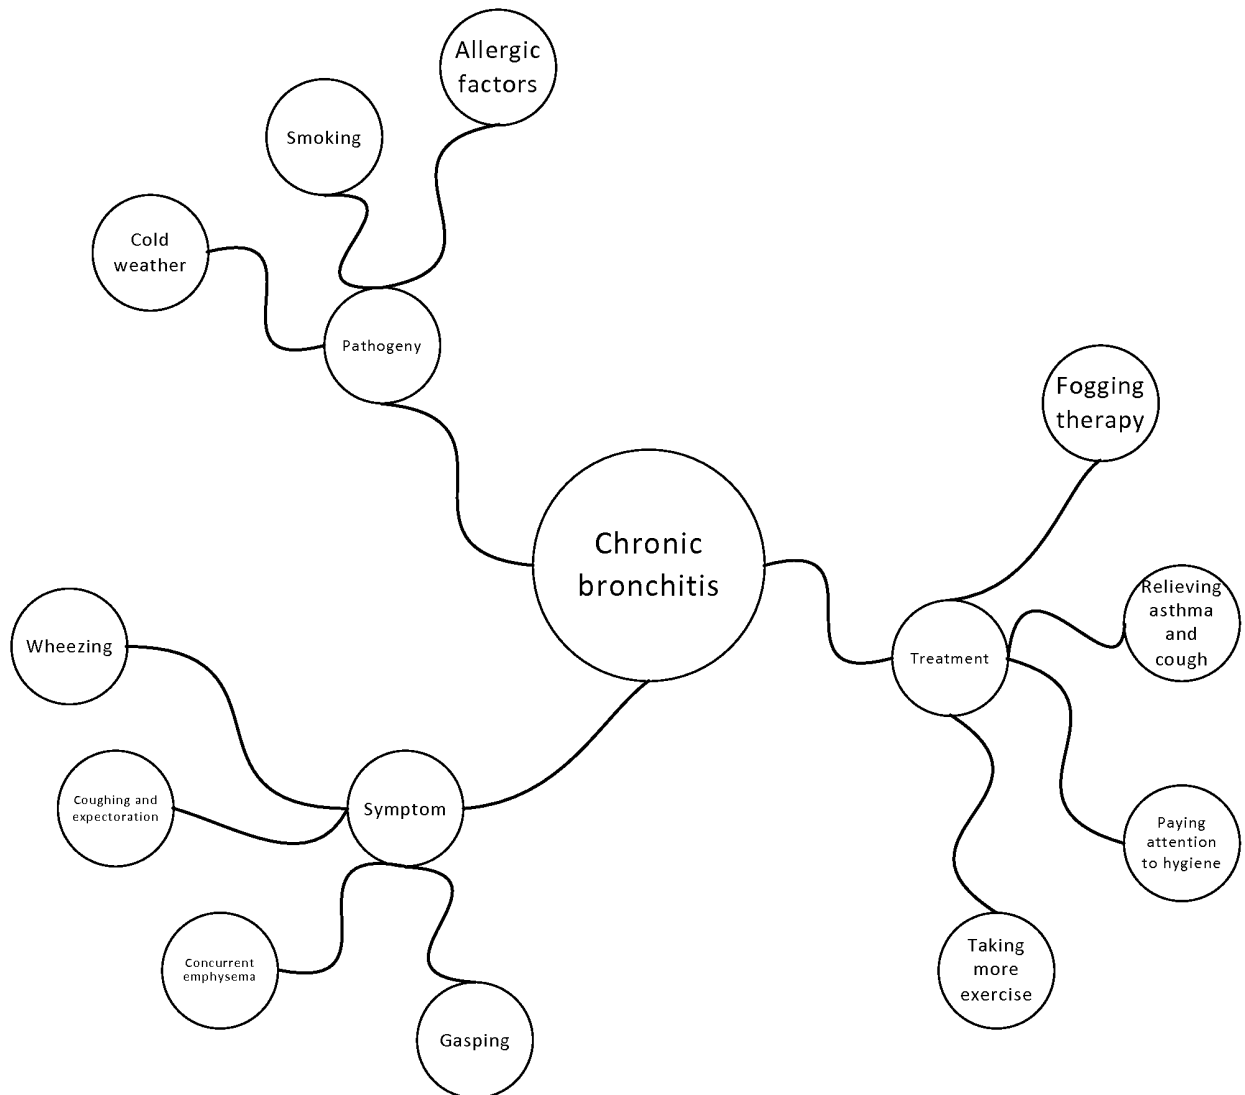 Allergic
factors
Smoking
Cold
weather
Pathogeny
Fogging
therapy
Chronic
bronchitis
Relieving
asthma
and
cough
Treatment
Wheezing
Coughing and
expectoration
Symptom
Paying
attention
to hygiene
Concurrent
emphysema
Taking
more
exercise
Gasping